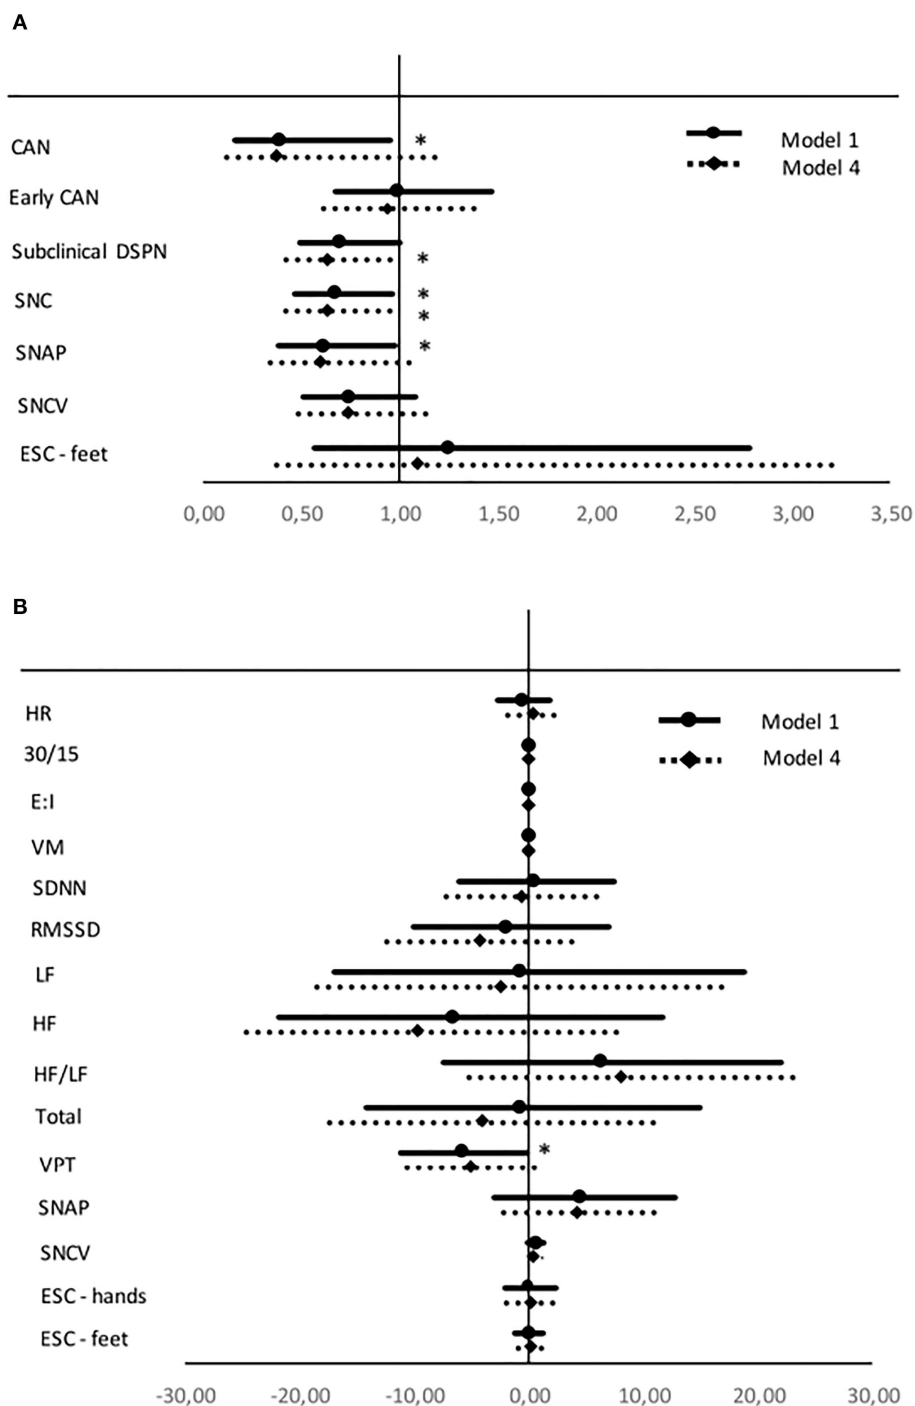 A
CAN *
Model 1
Model 4
Early CAN
Subclinical DSPN *
SNC *
*
SNAP *
SNCV
ESC - feet
0,00 0,50 1,00 1,50 2,00 2,50 3,00 3,50
B
HR
Model 1
30/15
Model 4
E:I
VM
SDNN
RMSSD
LF
HF
HF/LF
Total
VPT *
SNAP
SNCV
ESC - hands
ESC - feet
-30,00 -20,00 -10,00 0,00 10,00 20,00 30,00